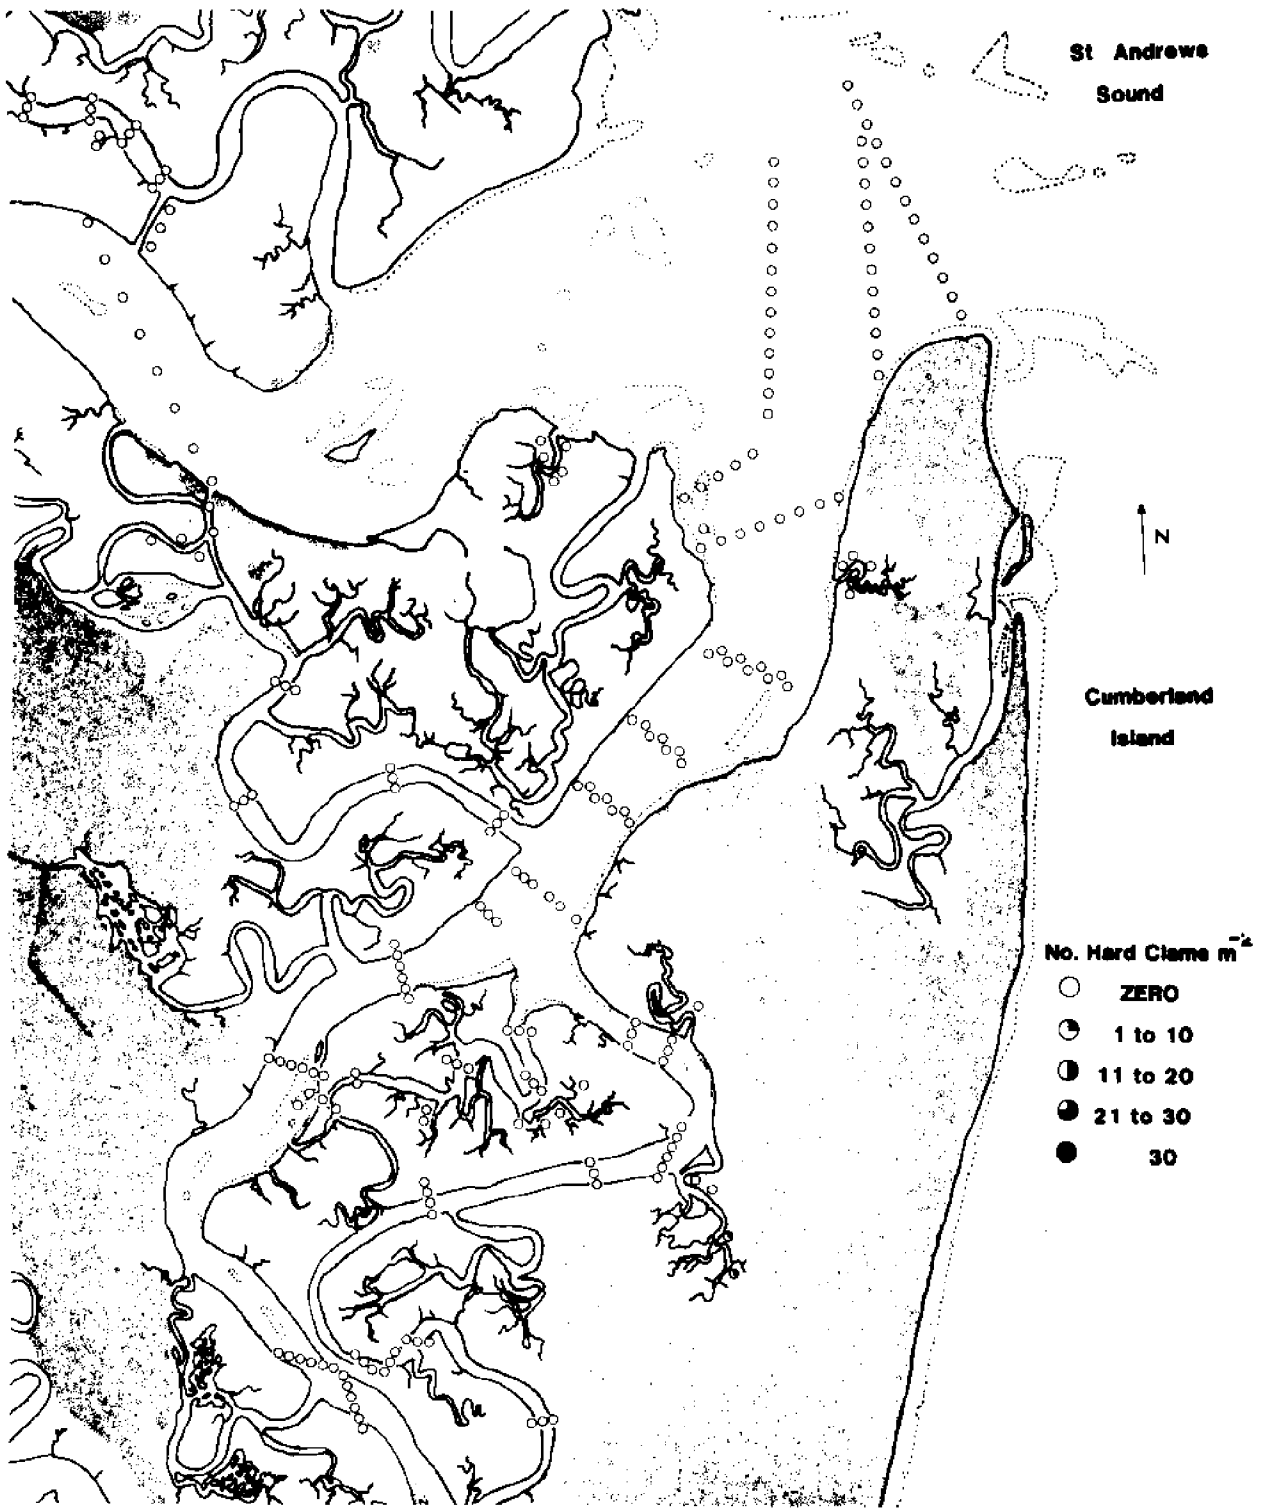 St Andrews
Sound
N
Cumberland
Island
No. Hard Clams m⁻²
ZERO
1 to 10
11 to 20
21 to 30
30